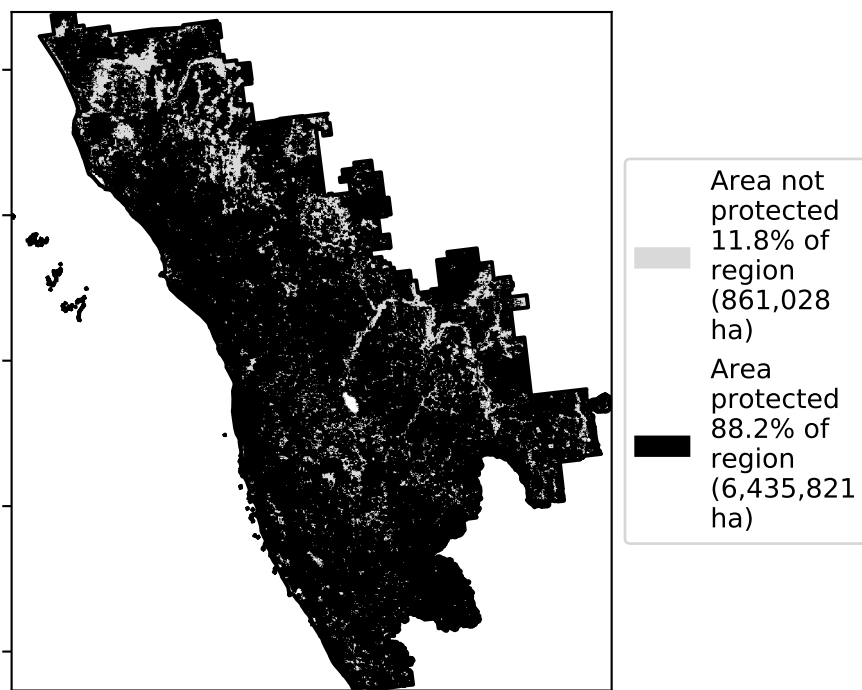 Area not
protected
11.8% of
region
(861,028
ha)
Area
protected
88.2% of
region
(6,435,821
ha)